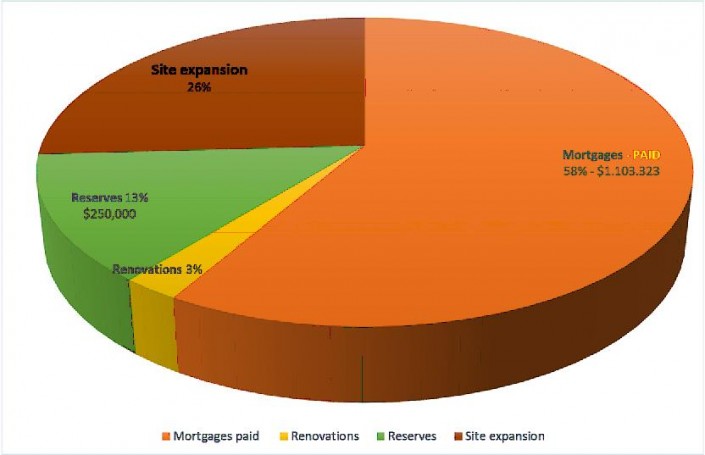 Site expansion
26%
Mortgages - PAID
58% - $1.103.323
Reserves 13%
$250,000
Renovations 3%
Mortgages paid Renovations Reserves Site expansion